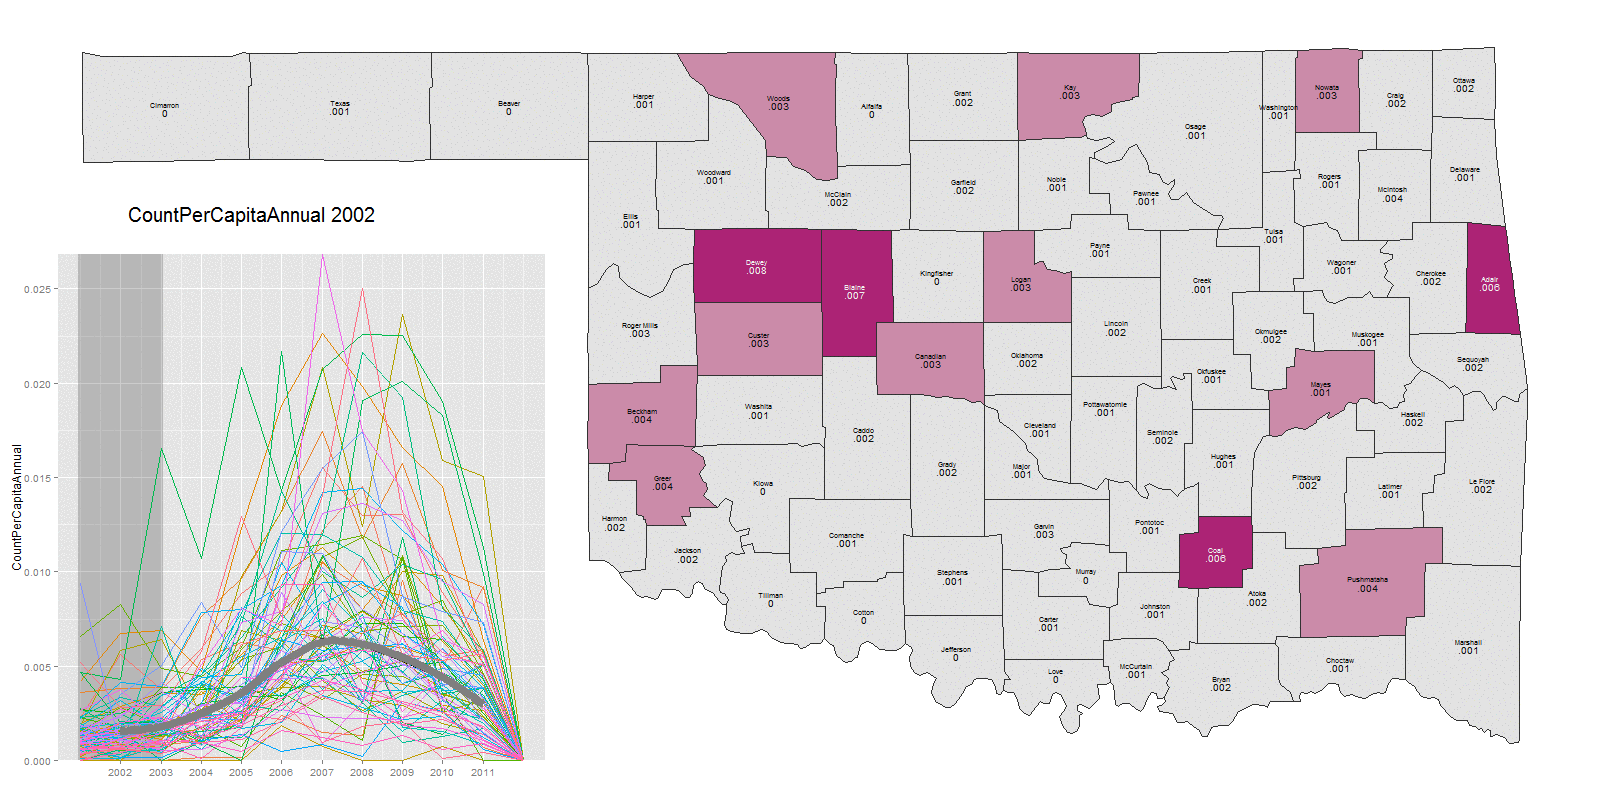 Cimarron
0
Texas
.001
Beaver
0
Harper
.001
Woods
.003
Alfalfa
0
Grant
.002
Kay
.003
Osage
.001
Washington
.001
Nowata
.003
Craig
.002
Ottawa
.002
Woodward
.001
McClain
.002
Garfield
.002
Noble
.001
Pawnee
.001
Rogers
.001
McIntosh
.004
Delaware
.001
Ellis
.001
Dewey
.008
Blaine
.007
Kingfisher
0
Logan
.003
Payne
.001
Creek
.001
Tulsa
.001
Wagoner
.001
Cherokee
.002
Adair
.006
Roger Mills
.003
Custer
.003
Canadian
.003
Oklahoma
.002
Lincoln
.002
Okmulgee
.002
Muskogee
.001
Sequoyah
.002
Okfuskee
.001
Mayes
.001
Beckham
.004
Washita
.001
Caddo
.002
Cleveland
.001
Pottawatomie
.001
Seminole
.002
Haskell
.002
Hughes
.001
Grady
.002
Major
.001
Pittsburg
.002
Latimer
.001
Le Flore
.002
Greer
.004
Kiowa
0
Harmon
.002
Jackson
.002
Comanche
.001
Garvin
.003
Pontotoc
.001
Coal
.006
Stephens
.001
Murray
0
Pushmataha
.004
Tillman
0
Cotton
0
Carter
.001
Johnston
.001
Atoka
.002
Jefferson
0
Love
0
McCurtain
.001
Bryan
.002
Choctaw
.001
Marshall
.001
CountPerCapitaAnnual 2002
CountPerCapitaAnnual
0.025
0.020
0.015
0.010
0.005
0.000
2002 2003 2004 2005 2006 2007 2008 2009 2010 2011